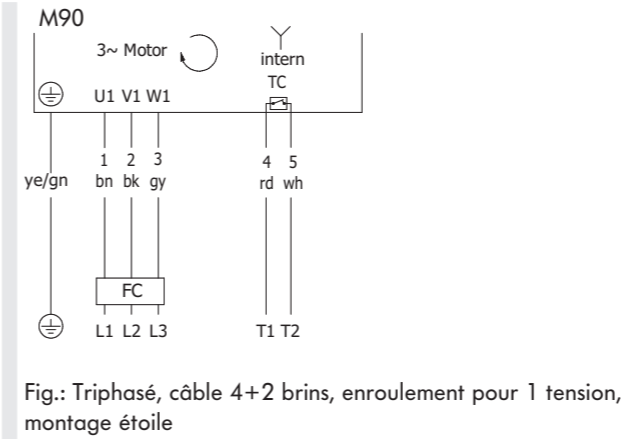 M90
3~ Motor
intern
TC
U1 V1 W1
1 2 3 4 5
ye/gn bn bk gy rd wh
FC
L1 L2 L3 T1 T2
Fig.: Triphasé, câble 4+2 brins, enroulement pour 1 tension,
montage étoile